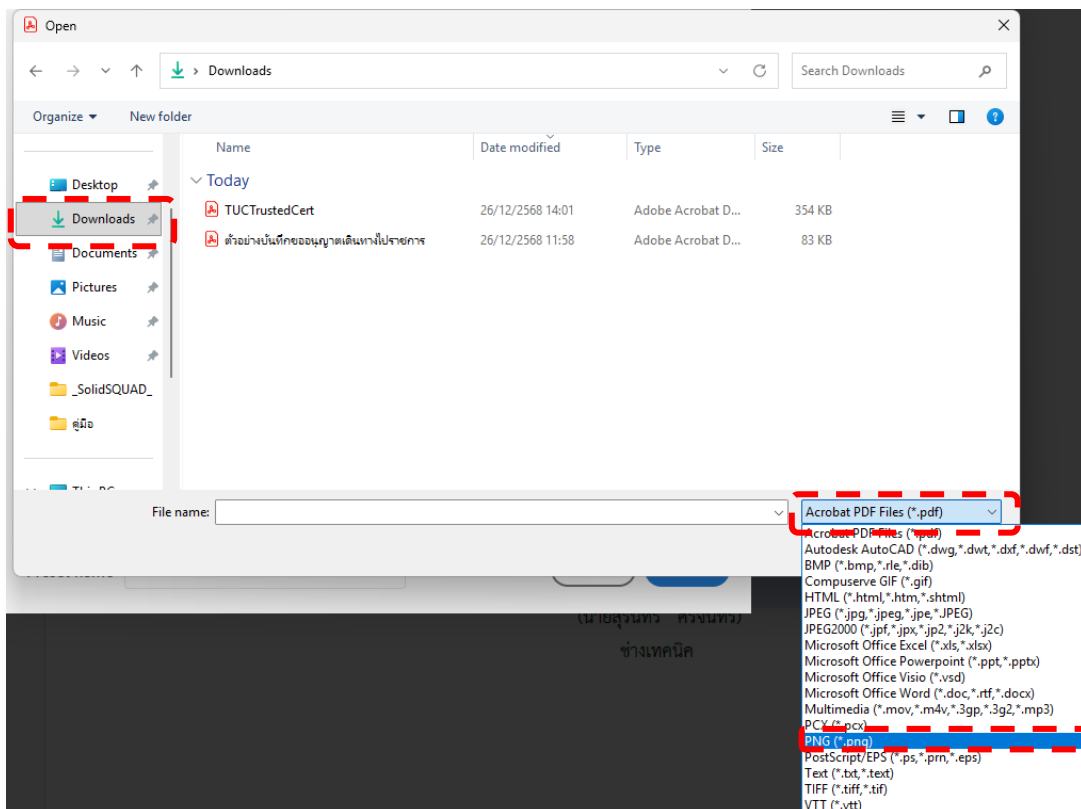 Open
Downloads
Search Downloads
Organize
New folder
Name
Date modified
Type
Size
Desktop
Downloads
Documents
Pictures
Music
Videos
_SolidSQUAD_
คู่มือ
Today
TUCTrustedCert 26/12/2568 14:01 Adobe Acrobat D... 354 KB
ตัวอย่างบันทึกขออนุญาตเดินทางไปราชการ 26/12/2568 11:58 Adobe Acrobat D... 83 KB
File name:
Acrobat PDF Files (*.pdf)
Acrobat PDF Files (*.pdf)
Autodesk AutoCAD (*.dwg,*.dwt,*.dxf,*.dwf,*.dst)
BMP (*.bmp,*.rle,*.dib)
Compuserve GIF (*.gif)
HTML (*.html,*.htm,*.shtml)
JPEG (*.jpg,*.jpeg,*.jpe,*.JPEG)
JPEG2000 (*.jpf,*.jpx,*.jp2,*.j2k,*.j2c)
Microsoft Office Excel (*.xls,*.xlsx)
Microsoft Office Powerpoint (*.ppt,*.pptx)
Microsoft Office Visio (*.vsd)
Microsoft Office Word (*.doc,*.rtf,*.docx)
Multimedia (*.mov,*.m4v,*.3gp,*.3g2,*.mp3)
PCX (*.pcx)
PNG (*.png)
PostScript/EPS (*.ps,*.prn,*.eps)
Text (*.txt,*.text)
TIFF (*.tiff,*.tif)
VTT (*.vtt)
ช่างเทคนิค